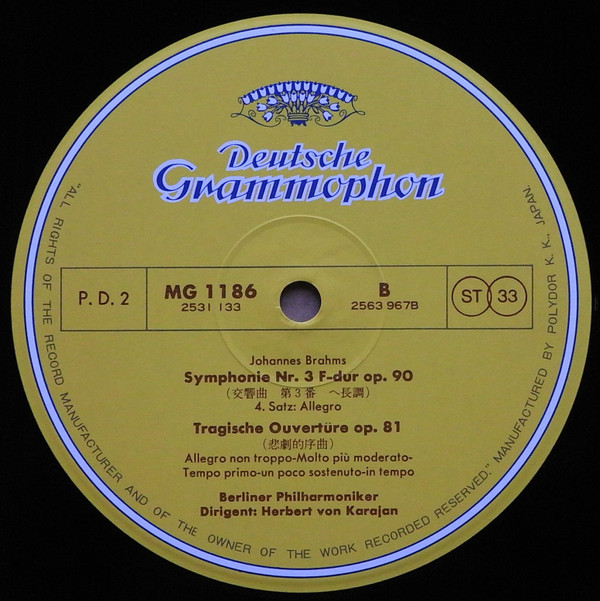 Deutsche
Grammophon
P. D. 2
MG 1186
2531 133
B
2563 967B
ST 33
Johannes Brahms
Symphonie Nr. 3 F-dur op. 90
(交響曲 第3番 ヘ長調)
4. Satz: Allegro
Tragische Ouvertüre op. 81
(悲劇的序曲)
Allegro non troppo-Molto più moderato-
Tempo primo-un poco sostenuto-in tempo
Berliner Philharmoniker
Dirigent: Herbert von Karajan
"ALL RIGHTS OF THE RECORD MANUFACTURER AND OF THE OWNER OF THE WORK RECORDED RESERVED." MANUFACTURED BY POLYDOR K. K., JAPAN.